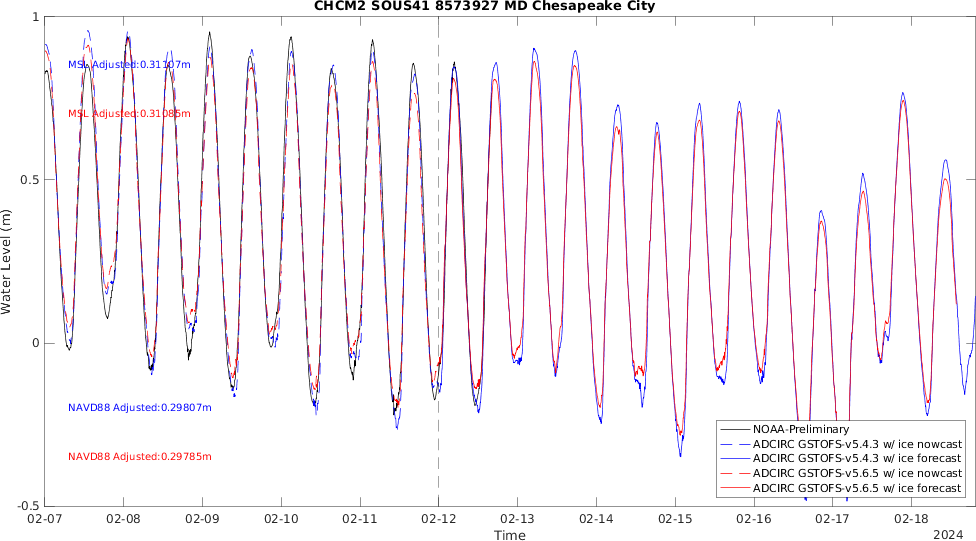 CHCM2 SOUS41 8573927 MD Chesapeake City
1
MSL Adjusted:0.31107m
MSL Adjusted:0.31085m
0.5
Water Level (m)
0
NAVD88 Adjusted:0.29807m
NAVD88 Adjusted:0.29785m
NOAA-Preliminary
ADCIRC GSTOFS-v5.4.3 w/ ice nowcast
ADCIRC GSTOFS-v5.4.3 w/ ice forecast
ADCIRC GSTOFS-v5.6.5 w/ ice nowcast
ADCIRC GSTOFS-v5.6.5 w/ ice forecast
-0.5
02-07 02-08 02-09 02-10 02-11 02-12 02-13 02-14 02-15 02-16 02-17 02-18
Time
2024